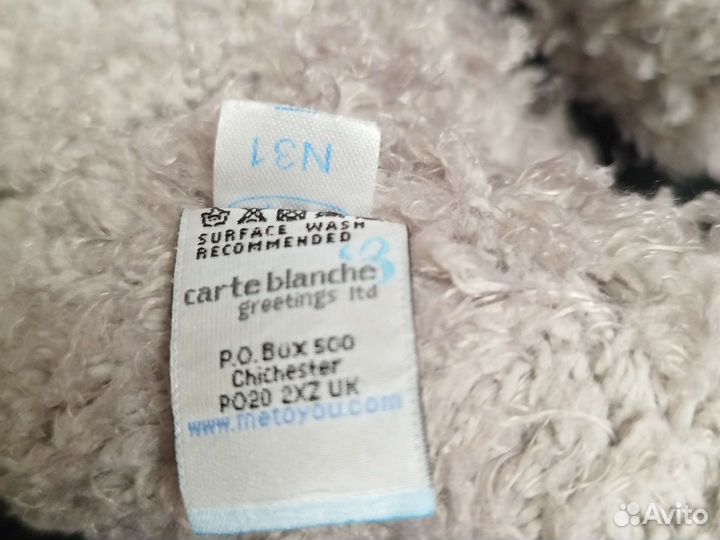 N31
SURFACE WASH
RECOMMENDED
carte blanche
greetings ltd
P.O. Box 500
Chichester
PO20 2XZ UK
www.metoyou.com
Avito